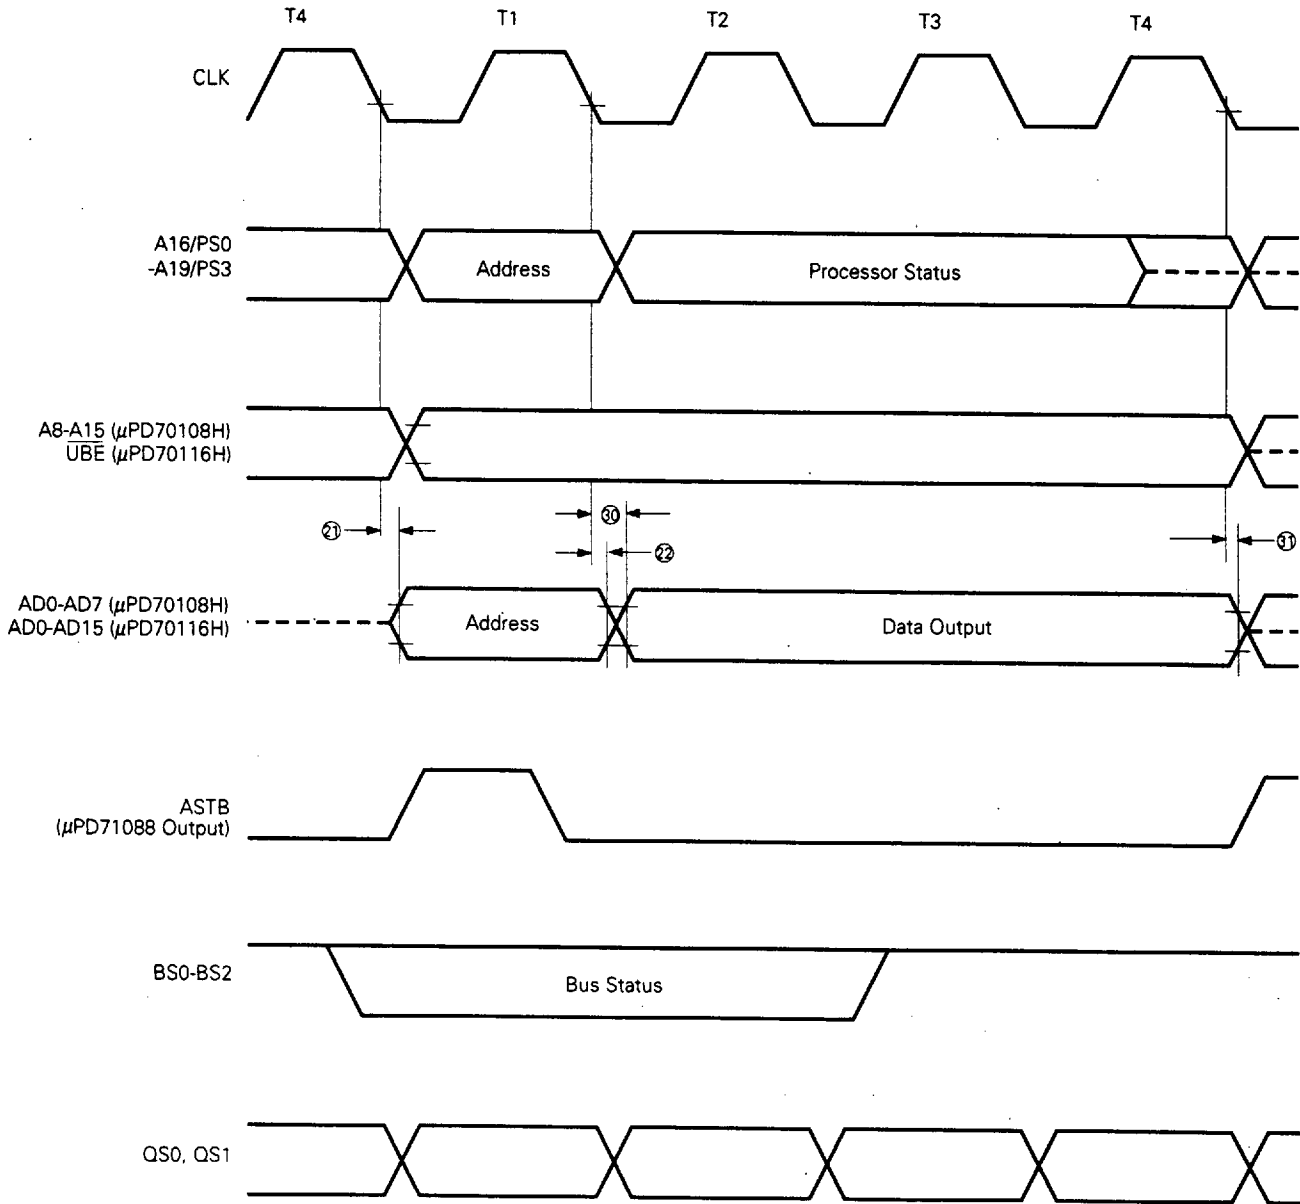 T4 T1 T2 T3 T4
CLK
A16/PS0
-A19/PS3
Address
Processor Status
A8-A15 (μPD70108H)
UBE (μPD70116H)
21
30
22
31
AD0-AD7 (μPD70108H)
AD0-AD15 (μPD70116H)
Address
Data Output
ASTB
(μPD71088 Output)
BS0-BS2
Bus Status
QS0, QS1